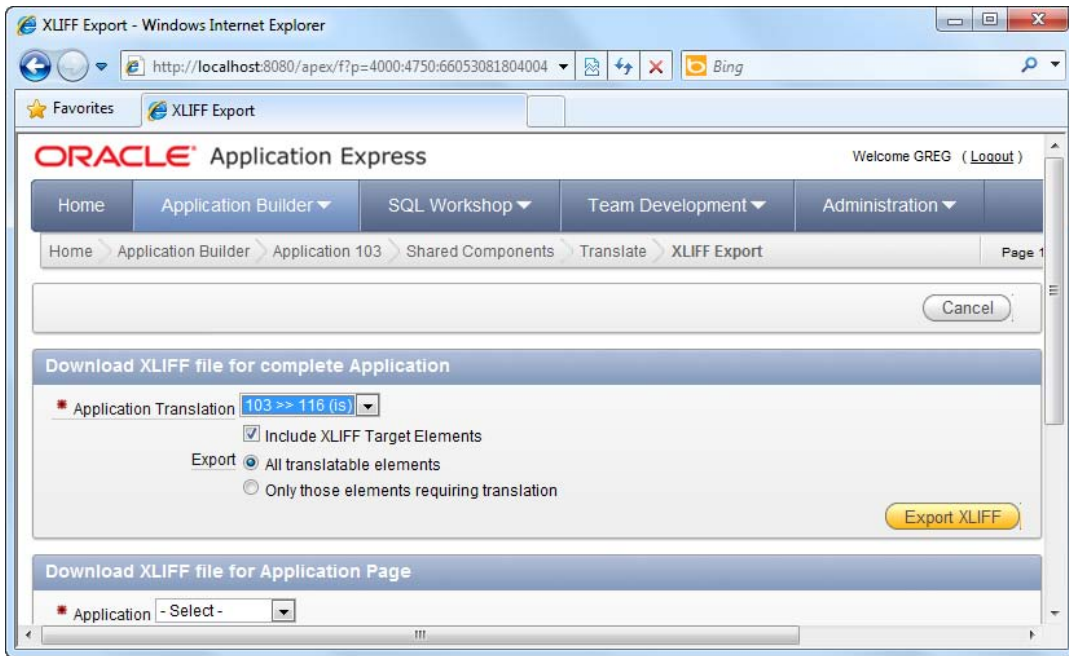 XLIFF Export - Windows Internet Explorer
http://localhost:8080/apex/f?p=4000:4750:66053081804004 Bing
Favorites XLIFF Export
ORACLE Application Express Welcome GREG ( Logout )
Home Application Builder SQL Workshop Team Development Administration
Home Application Builder Application 103 Shared Components Translate XLIFF Export Page 1
Cancel
Download XLIFF file for complete Application
Application Translation 103 >> 116 (is)
Include XLIFF Target Elements
Export All translatable elements
Only those elements requiring translation
Export XLIFF
Download XLIFF file for Application Page
Application - Select -